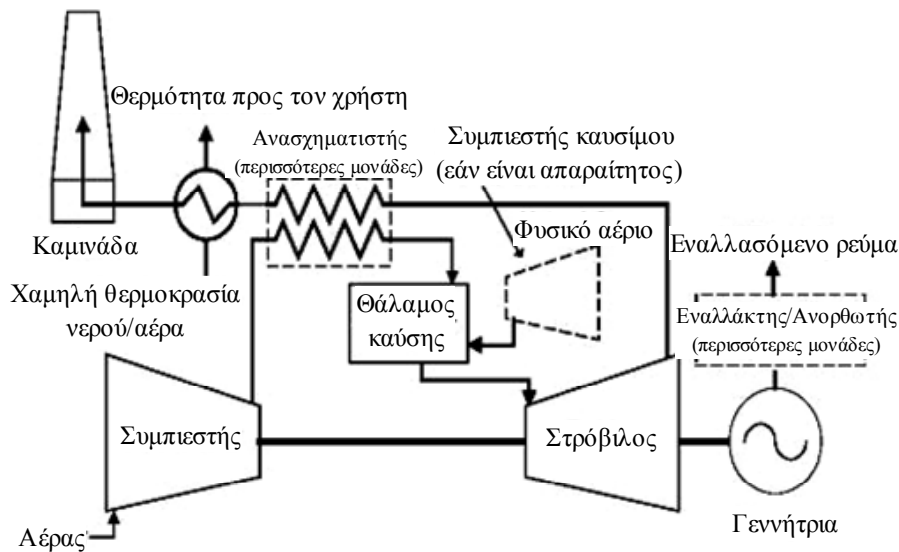 Θερμότητα προς τον χρήστη
Ανασχηματιστής
(περισσότερες μονάδες)
Συμπιεστής καυσίμου
(εάν είναι απαραίτητος)
Φυσικό αέριο
Εναλλασόμενο ρεύμα
Καμινάδα
Χαμηλή θερμοκρασία
νερού/αέρα
Θάλαμος
καύσης
Εναλλάκτης/Ανορθωτής
(περισσότερες μονάδες)
Συμπιεστής
Στρόβιλος
Αέρας
Γεννήτρια